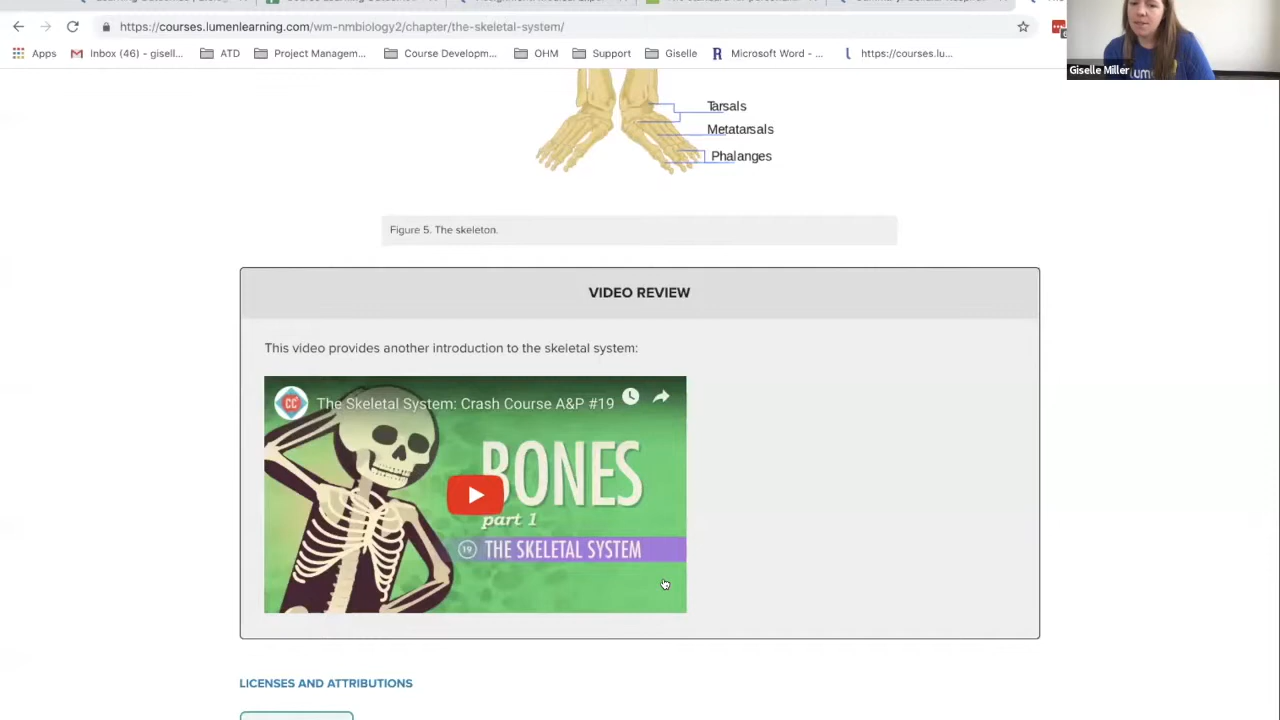 https://courses.lumenlearning.com/wm-nmbiology2/chapter/the-skeletal-system/
Apps
Inbox (46) - gisell...
ATD
Project Managem...
Course Developm...
OHM
Support
Giselle
R
Microsoft Word - ...
https://courses.lu...
Giselle Miller
Tarsals
Metatarsals
Phalanges
Figure 5. The skeleton.
VIDEO REVIEW
This video provides another introduction to the skeletal system:
CC
The Skeletal System: Crash Course A&P #19
BONES
part 1
19 THE SKELETAL SYSTEM
LICENSES AND ATTRIBUTIONS